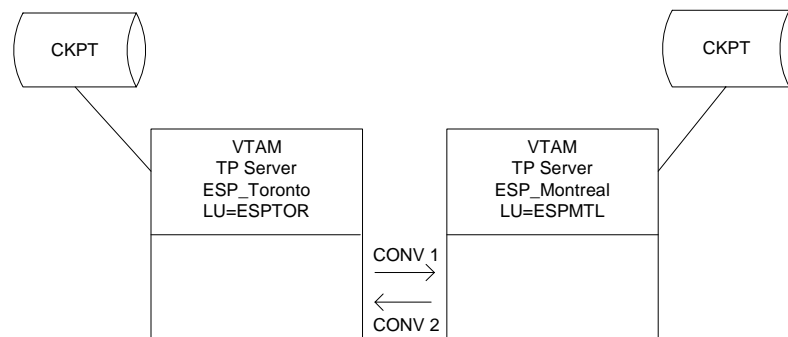 CKPT
CKPT
VTAM
TP Server
ESP_Toronto
LU=ESPTOR
VTAM
TP Server
ESP_Montreal
LU=ESPMTL
CONV 1
CONV 2